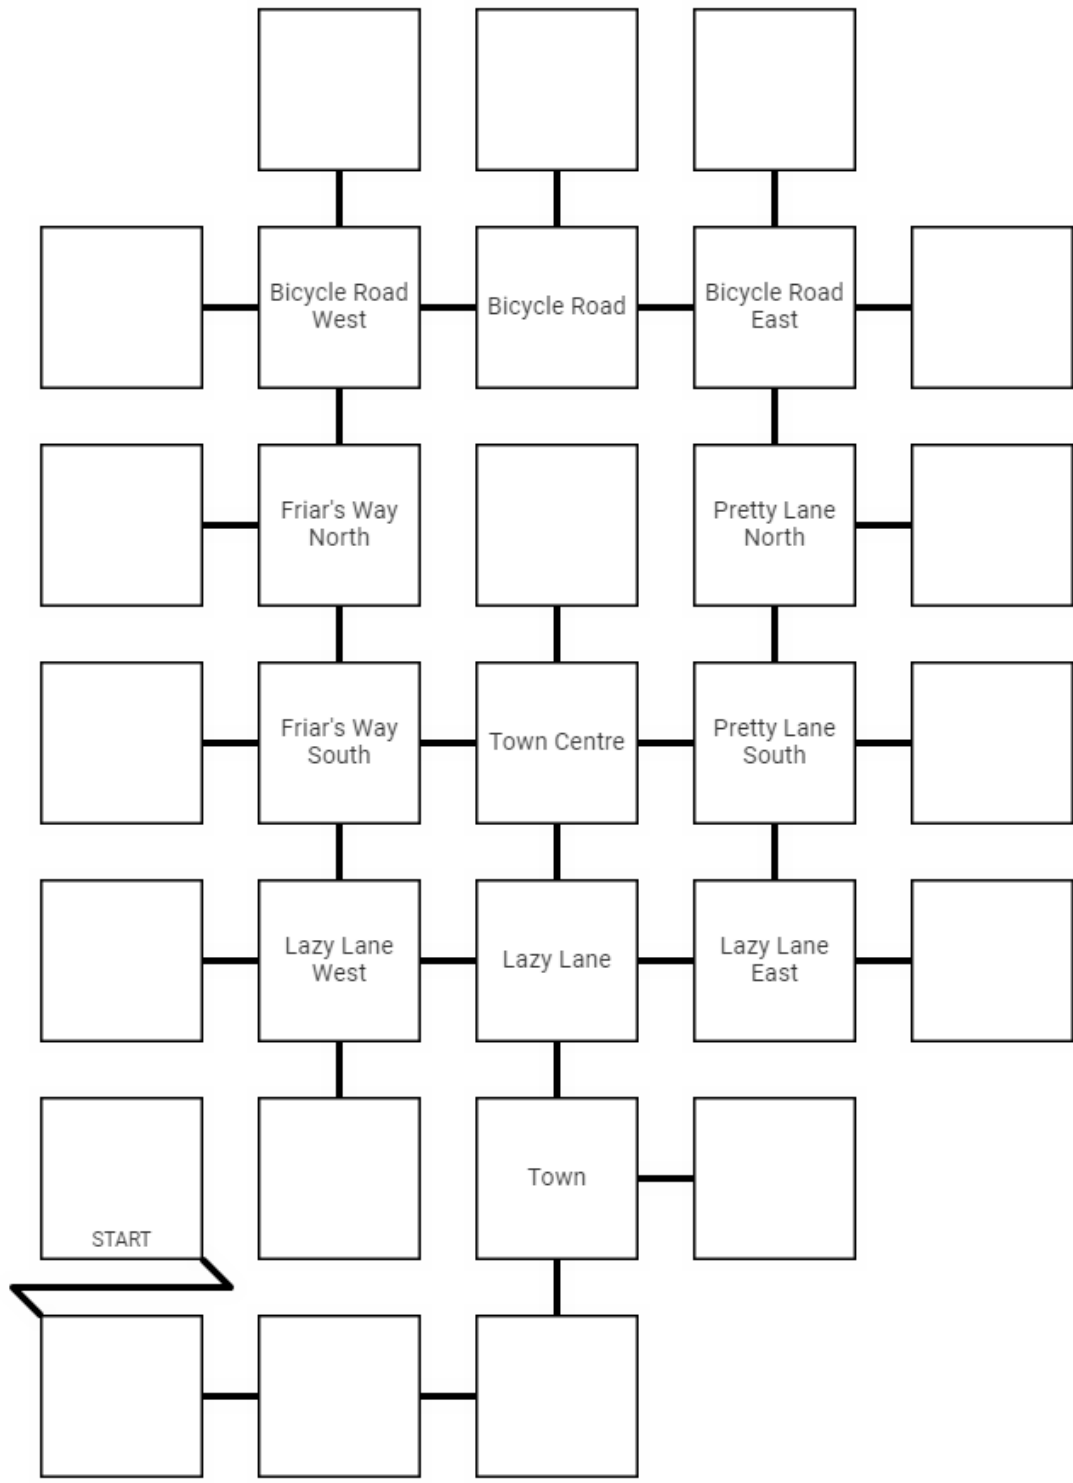 Bicycle Road
West
Bicycle Road
Bicycle Road
East
Friar's Way
North
Pretty Lane
North
Friar's Way
South
Town Centre
Pretty Lane
South
Lazy Lane
West
Lazy Lane
Lazy Lane
East
Town
START